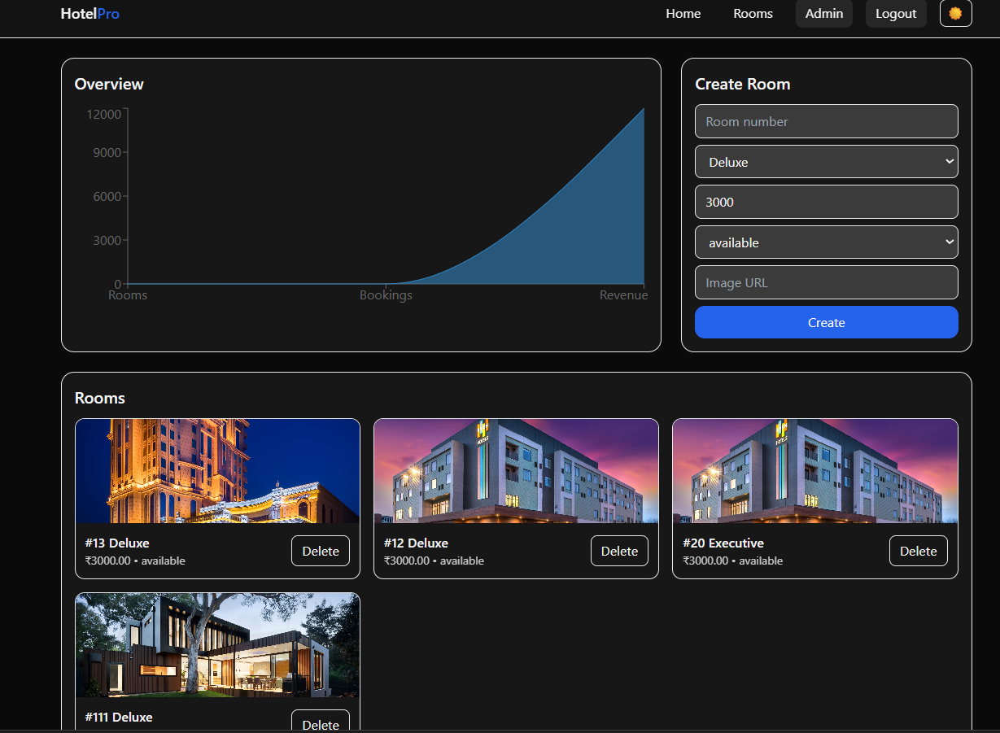 HotelPro
Home
Rooms
Admin
Logout
Overview
12000
9000
6000
3000
0
Rooms
Bookings
Revenue
Create Room
Room number
Deluxe
3000
available
Image URL
Create
Rooms
#13 Deluxe
₹3000.00 • available
Delete
HOTELS
#12 Deluxe
₹3000.00 • available
Delete
#20 Executive
₹3000.00 • available
Delete
#111 Deluxe
Delete